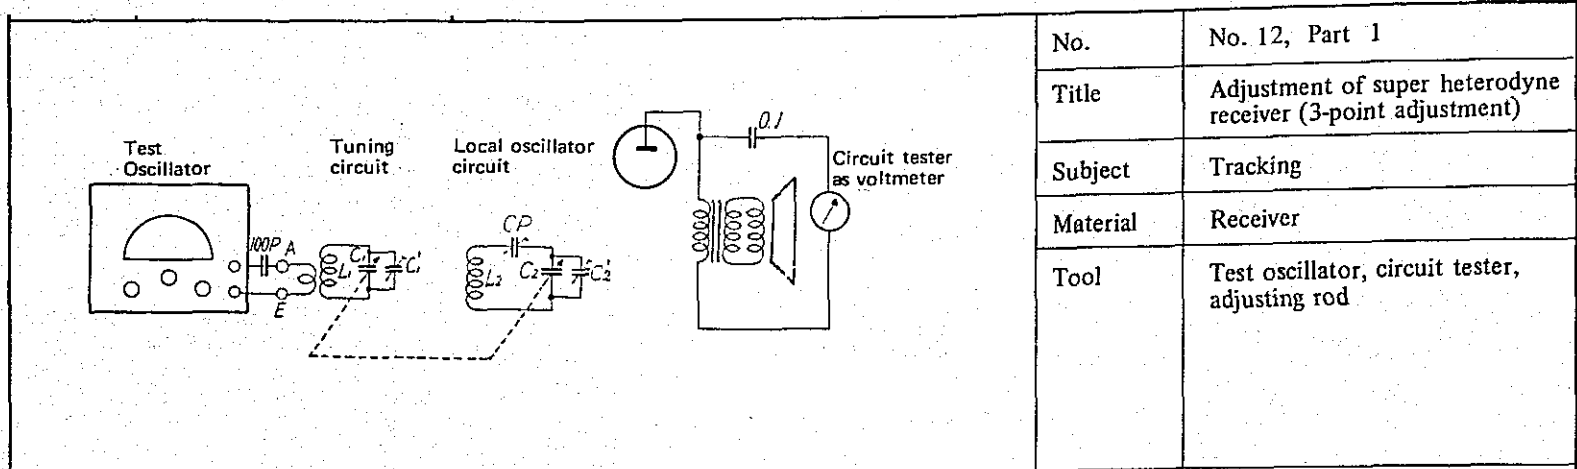 Test
Oscillator
Tuning
circuit
Local oscillator
circuit
0.1
Circuit tester
as voltmeter
100P A
E
L₁
C₁
C₁'
CP
L₂
C₂
C₂'
No.
No. 12, Part 1
Title
Adjustment of super heterodyne
receiver (3-point adjustment)
Subject
Tracking
Material
Receiver
Tool
Test oscillator, circuit tester,
adjusting rod